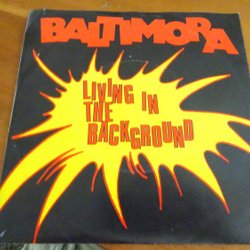 BALTIMORA
LIVING IN
THE
BACKGROUND